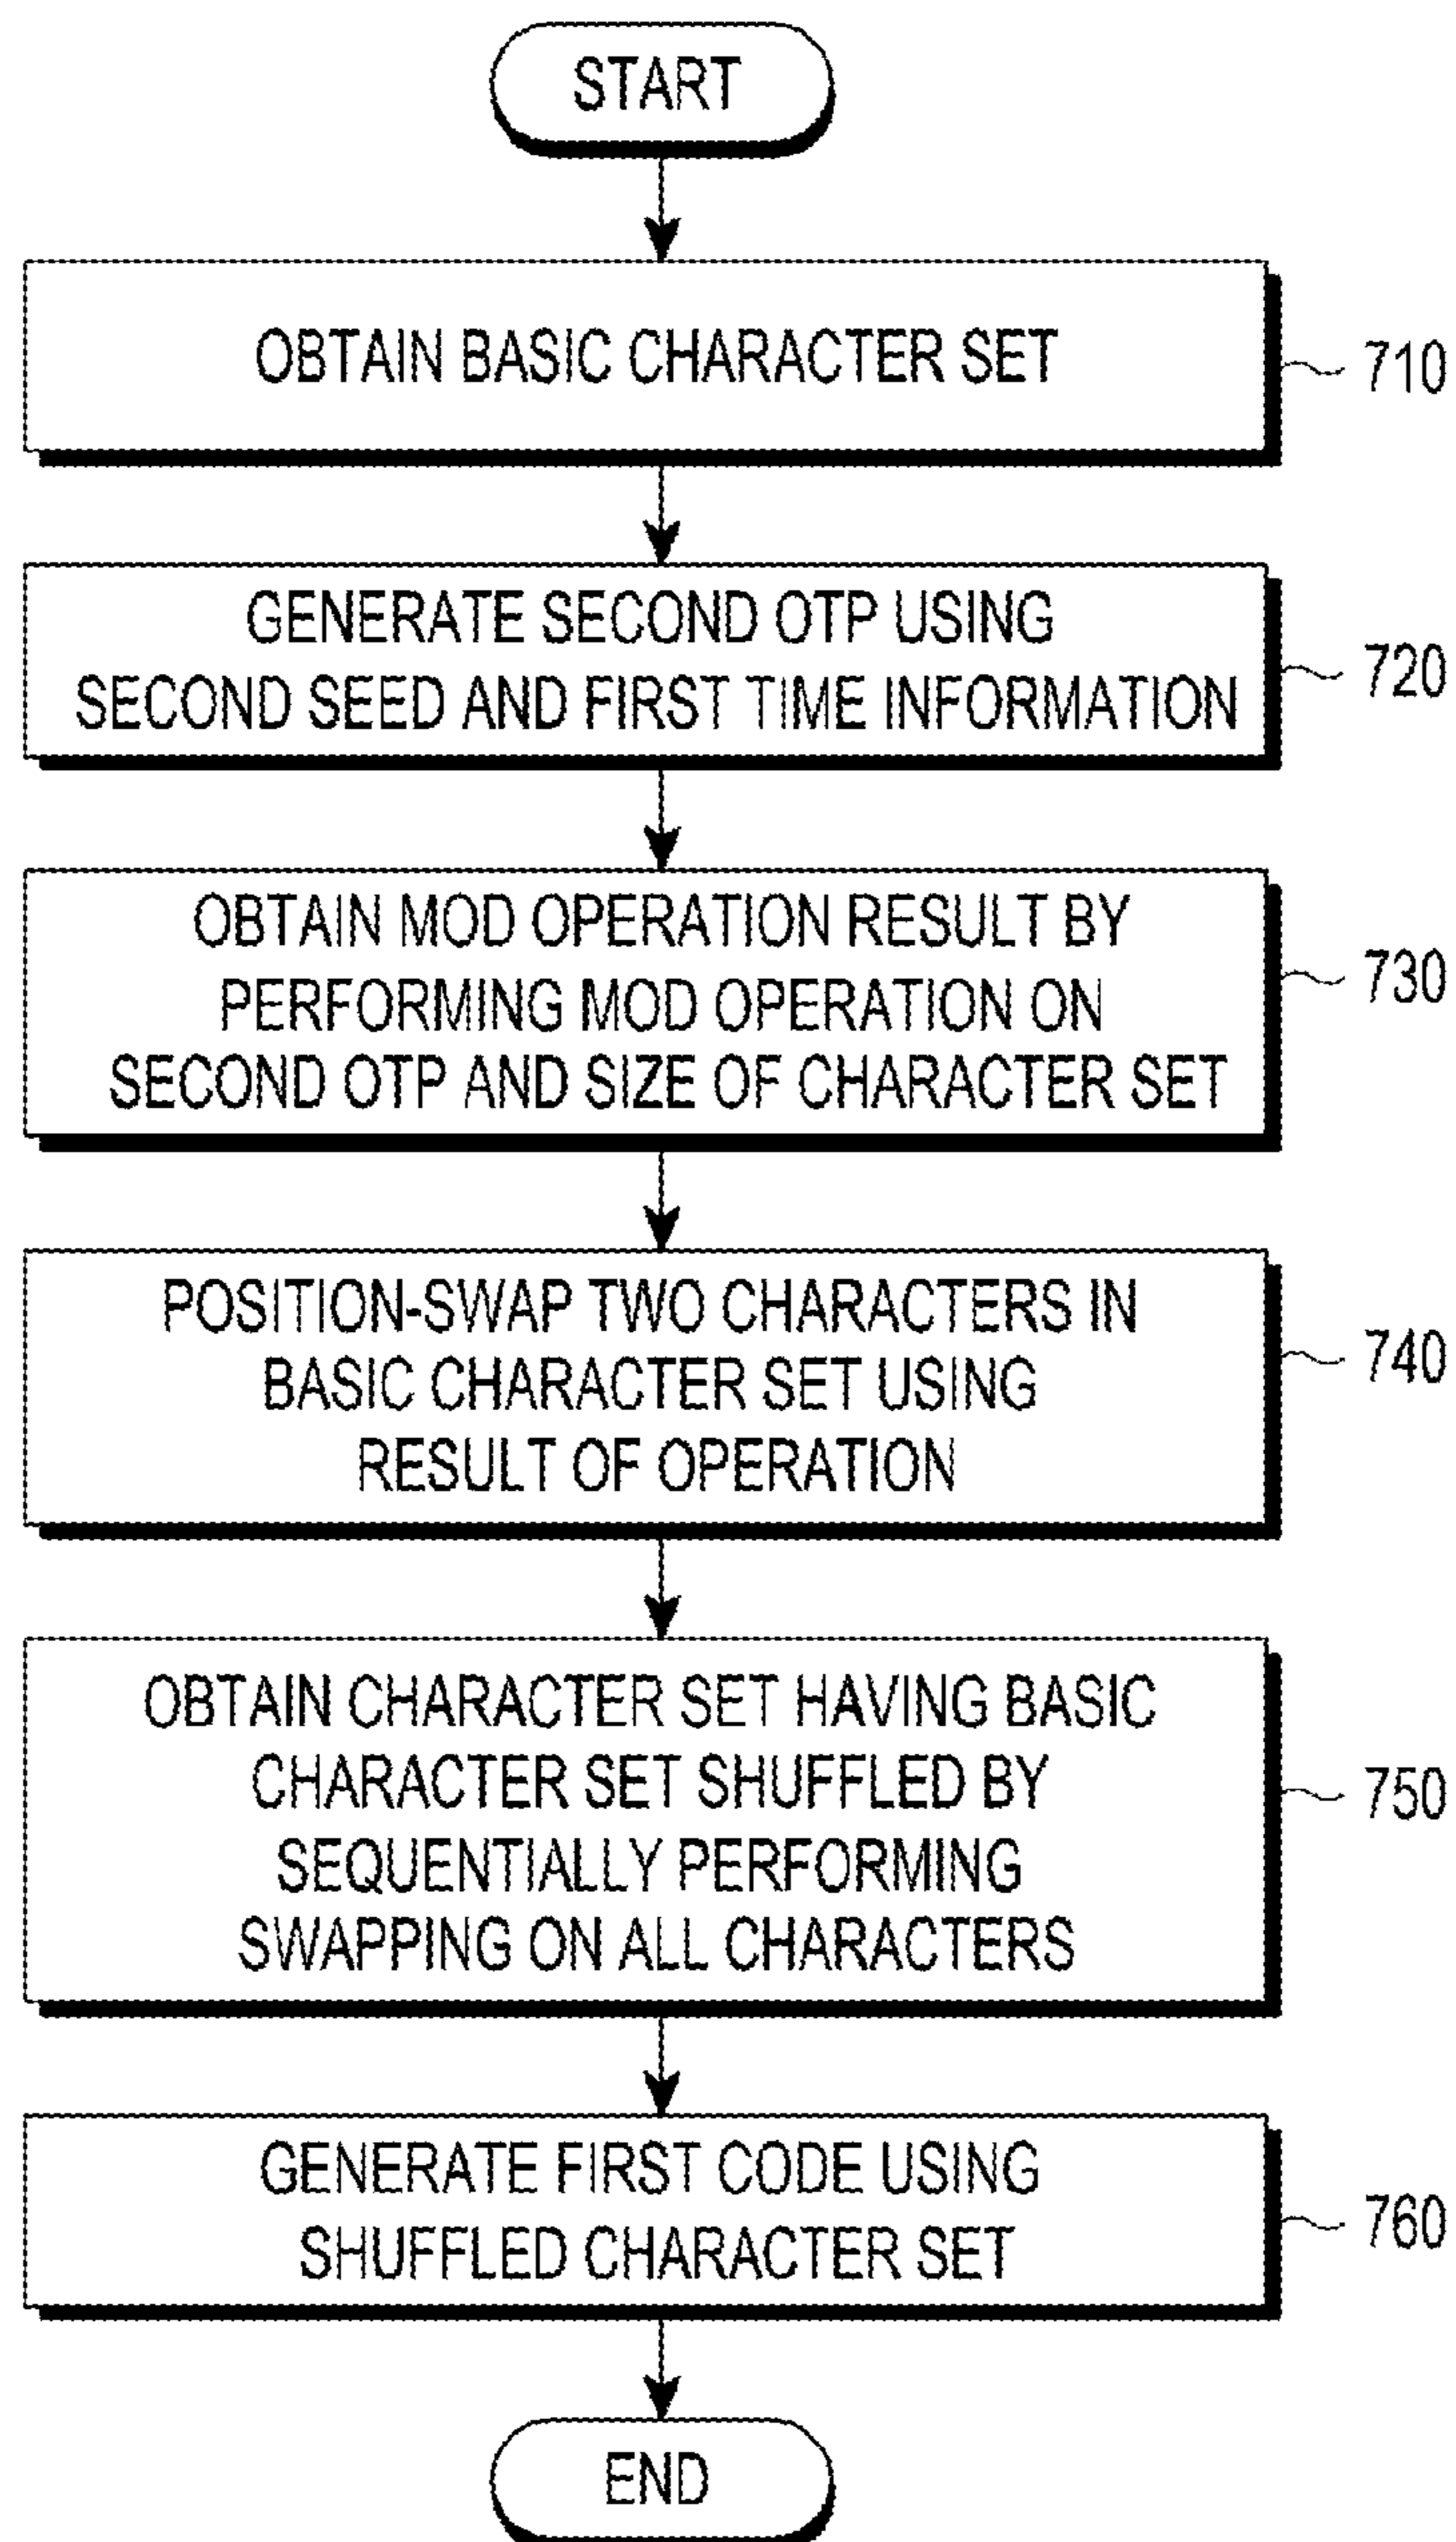 START
OBTAIN BASIC CHARACTER SET
710
GENERATE SECOND OTP USING
SECOND SEED AND FIRST TIME INFORMATION
720
OBTAIN MOD OPERATION RESULT BY
PERFORMING MOD OPERATION ON
SECOND OTP AND SIZE OF CHARACTER SET
730
POSITION-SWAP TWO CHARACTERS IN
BASIC CHARACTER SET USING
RESULT OF OPERATION
740
OBTAIN CHARACTER SET HAVING BASIC
CHARACTER SET SHUFFLED BY
SEQUENTIALLY PERFORMING
SWAPPING ON ALL CHARACTERS
750
GENERATE FIRST CODE USING
SHUFFLED CHARACTER SET
760
END